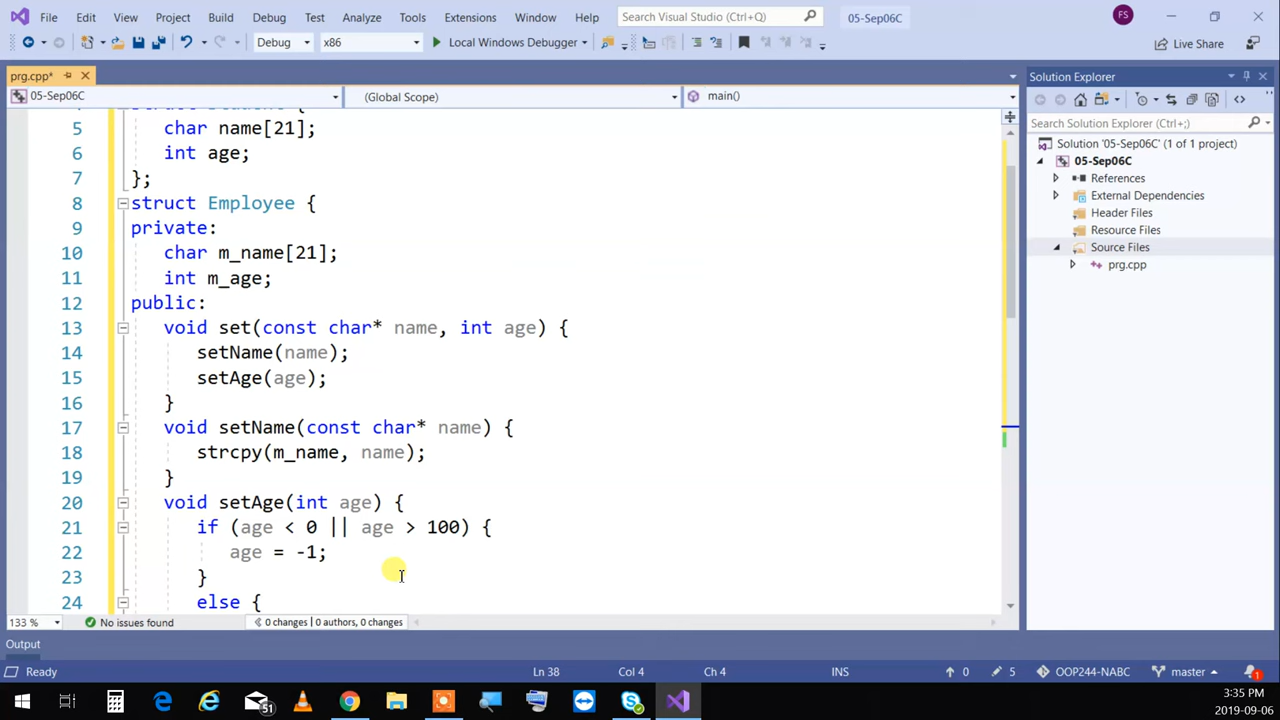 File Edit View Project Build Debug Test Analyze Tools Extensions Window Help Search Visual Studio (Ctrl+Q) 05-Sep06C FS
Debug x86 Local Windows Debugger Live Share
prg.cpp* Solution Explorer
05-Sep06C (Global Scope) main()
Search Solution Explorer (Ctrl+;)
Solution '05-Sep06C' (1 of 1 project)
05-Sep06C
References
External Dependencies
Header Files
Resource Files
Source Files
prg.cpp
5 char name[21];
6 int age;
7 };
8 struct Employee {
9 private:
10 char m_name[21];
11 int m_age;
12 public:
13 void set(const char* name, int age) {
14 setName(name);
15 setAge(age);
16 }
17 void setName(const char* name) {
18 strcpy(m_name, name);
19 }
20 void setAge(int age) {
21 if (age < 0 || age > 100) {
22 age = -1;
23 }
24 else {
133 % No issues found 0 changes | 0 authors, 0 changes
Output
Ready Ln 38 Col 4 Ch 4 INS 0 5 OOP244-NABC master 1
51
3:35 PM
2019-09-06